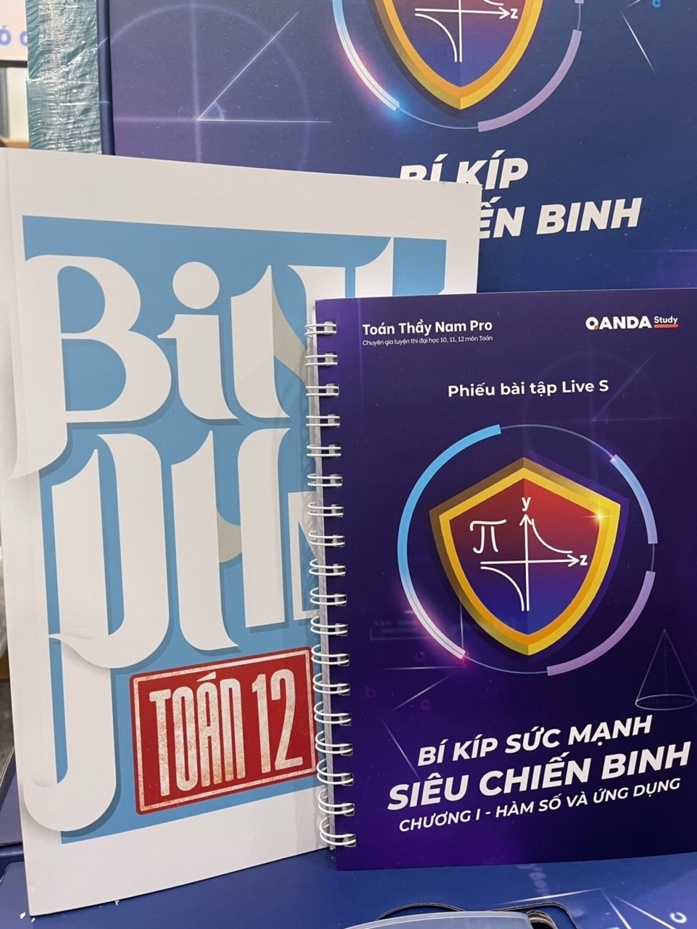 BÍ KÍP
BINH
BINH
TOÁN 12
Toán Thầy Nam Pro
Chuyên gia luyện thi đại học 10, 11, 12 môn Toán
QANDA Study
Phiếu bài tập Live S
π
y
z
BÍ KÍP SỨC MẠNH
SIÊU CHIẾN BINH
CHƯƠNG I - HÀM SỐ VÀ ỨNG DỤNG